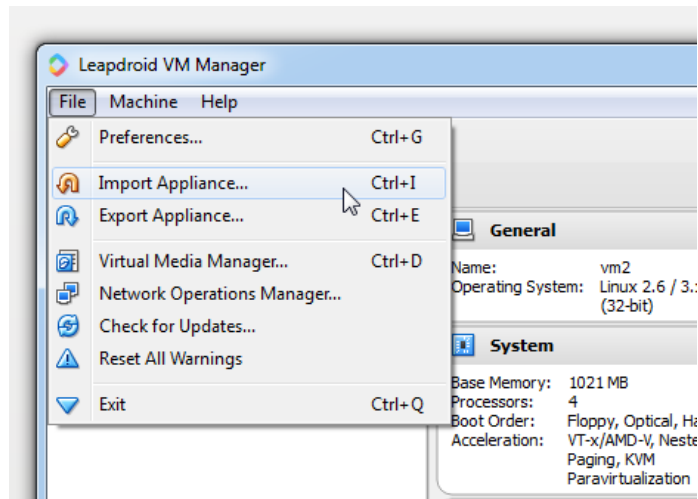 Leapdroid VM Manager
File Machine Help
Preferences... Ctrl+G
Import Appliance... Ctrl+I
Export Appliance... Ctrl+E
Virtual Media Manager... Ctrl+D
Network Operations Manager...
Check for Updates...
Reset All Warnings
Exit Ctrl+Q
General
Name: vm2
Operating System: Linux 2.6 / 3.
(32-bit)
System
Base Memory: 1021 MB
Processors: 4
Boot Order: Floppy, Optical, Ha
Acceleration: VT-x/AMD-V, Neste
Paging, KVM
Paravirtualization